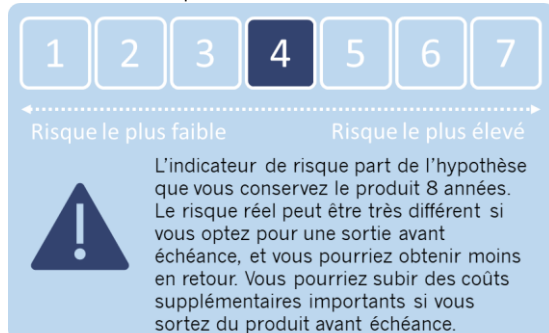 1 2 3 4 5 6 7
Risque le plus faible Risque le plus élevé
L'indicateur de risque part de l'hypothèse
que vous conservez le produit 8 années.
Le risque réel peut être très différent si
vous optez pour une sortie avant
échéance, et vous pourriez obtenir moins
en retour. Vous pourriez subir des coûts
supplémentaires importants si vous
sortez du produit avant échéance.